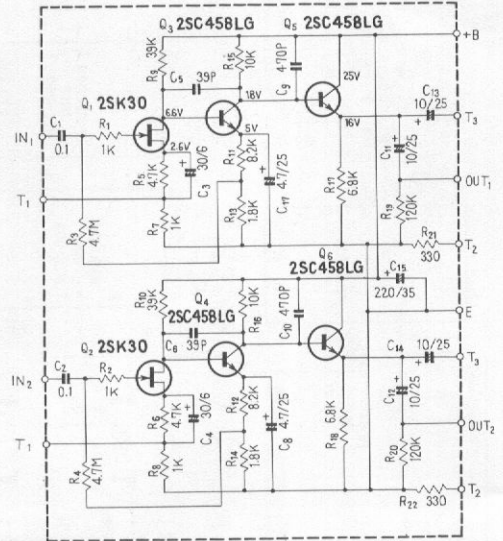 Q3 2SC458LG
Q5 2SC458LG
+B
R9 39K
C5 39P
R15 10K
C9 470P
25V
Q1 2SK30
18V
16V
C13 10/25
T3
C1 0.1
IN1
R1 1K
6.6V
2.6V
5V
R5 4.7K
30/6
C3
R11 8.2K
4.7/25
C17
R17 6.8K
C11 10/25
OUT1
T1
R3 4.7M
R7 1K
R13 1.8K
R19 120K
R21 330
T2
Q6 2SC458LG
C15 220/35
Q4 2SC458LG
R10 39K
C6 39P
10K R16
C10 470P
E
Q2 2SK30
C14 10/25
T3
C2 0.1
IN2
R2 1K
R6 4.7K
30/6
C4
R12 8.2K
4.7/25
C8
6.8K R18
C12 10/25
OUT2
T1
R4 4.7M
R8 1K
R14 1.8K
R20 120K
R22 330
T2